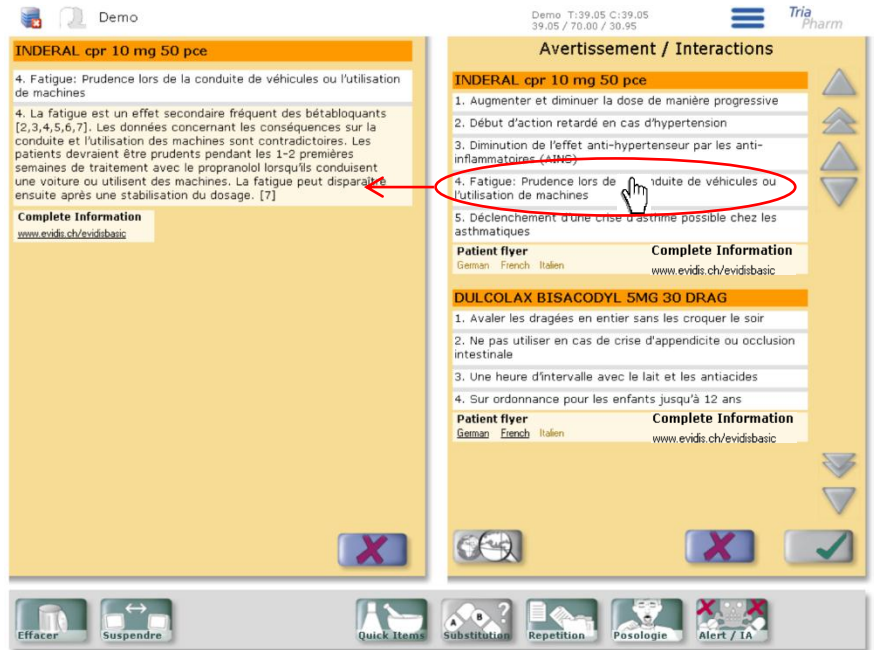 Demo
Demo T:39.05 C:39.05
39.05 / 70.00 / 30.95
Tria
Pharm
INDERAL cpr 10 mg 50 pce
4. Fatigue: Prudence lors de la conduite de véhicules ou l'utilisation
de machines
4. La fatigue est un effet secondaire fréquent des bétabloquants
[2,3,4,5,6,7]. Les données concernant les conséquences sur la
conduite et l'utilisation des machines sont contradictoires. Les
patients devraient être prudents pendant les 1-2 premières
semaines de traitement avec le propranolol lorsqu'ils conduisent
une voiture ou utilisent des machines. La fatigue peut disparaître
ensuite après une stabilisation du dosage. [7]
Complete Information
www.evidis.ch/evidisbasic
Avertissement / Interactions
INDERAL cpr 10 mg 50 pce
1. Augmenter et diminuer la dose de manière progressive
2. Début d'action retardé en cas d'hypertension
3. Diminution de l'effet anti-hypertenseur par les anti-
inflammatoires (AINS)
4. Fatigue: Prudence lors de nduite de véhicules ou
l'utilisation de machines
5. Déclenchement d'une crise d'asthme possible chez les
asthmatiques
Patient flyer Complete Information
German French Italien www.evidis.ch/evidisbasic
DULCOLAX BISACODYL 5MG 30 DRAG
1. Avaler les dragées en entier sans les croquer le soir
2. Ne pas utiliser en cas de crise d'appendicite ou occlusion
intestinale
3. Une heure d'intervalle avec le lait et les antiacides
4. Sur ordonnance pour les enfants jusqu'à 12 ans
Patient flyer Complete Information
German French Italien www.evidis.ch/evidisbasic
Effacer
Suspendre
Quick Items
A B ?
Substitution
Repetition
Posologie
Alert / IA